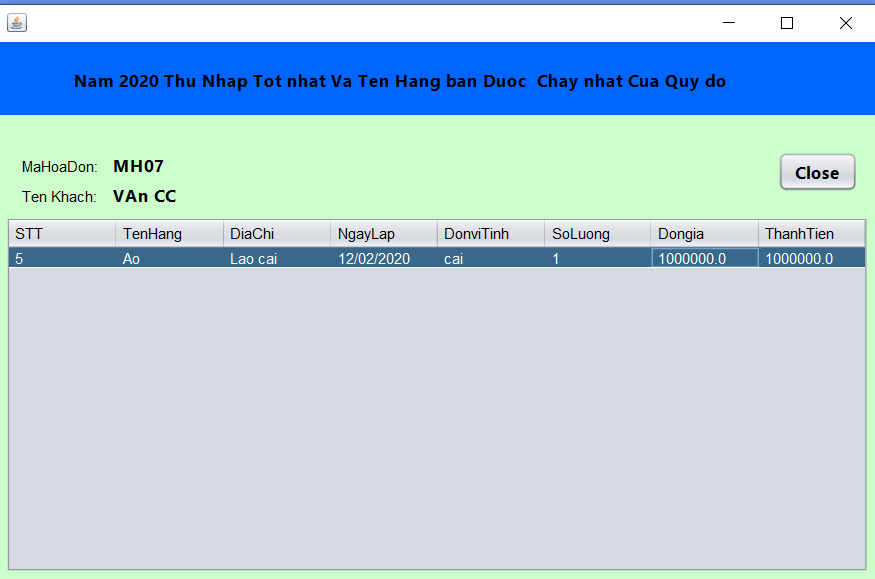 Nam 2020 Thu Nhap Tot nhat Va Ten Hang ban Duoc  Chay nhat Cua Quy do
MaHoaDon: MH07
Close
Ten Khach: VAn CC
STT TenHang DiaChi NgayLap DonviTinh SoLuong Dongia ThanhTien
5 Ao Lao cai 12/02/2020 cai 1 1000000.0 1000000.0